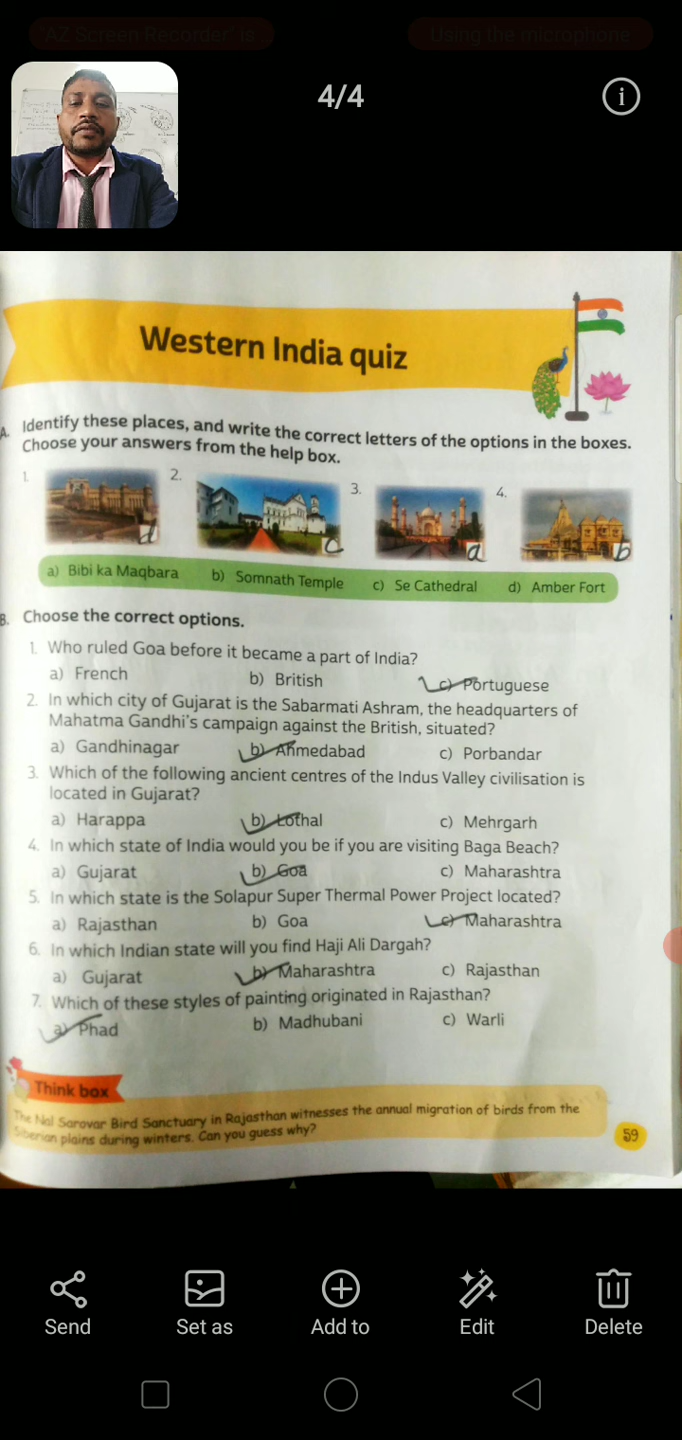 "AZ Screen Recorder" is
Using the microphone
4/4
Western India quiz
A. Identify these places, and write the correct letters of the options in the boxes.
Choose your answers from the help box.
1. d 2. c 3. a 4. b
a) Bibi ka Maqbara b) Somnath Temple c) Se Cathedral d) Amber Fort
B. Choose the correct options.
1. Who ruled Goa before it became a part of India?
a) French b) British c) Portuguese
2. In which city of Gujarat is the Sabarmati Ashram, the headquarters of
Mahatma Gandhi's campaign against the British, situated?
a) Gandhinagar b) Ahmedabad c) Porbandar
3. Which of the following ancient centres of the Indus Valley civilisation is
located in Gujarat?
a) Harappa b) Lothal c) Mehrgarh
4. In which state of India would you be if you are visiting Baga Beach?
a) Gujarat b) Goa c) Maharashtra
5. In which state is the Solapur Super Thermal Power Project located?
a) Rajasthan b) Goa c) Maharashtra
6. In which Indian state will you find Haji Ali Dargah?
a) Gujarat b) Maharashtra c) Rajasthan
7. Which of these styles of painting originated in Rajasthan?
a) Phad b) Madhubani c) Warli
Think box
The Nal Sarovar Bird Sanctuary in Rajasthan witnesses the annual migration of birds from the
Siberian plains during winters. Can you guess why?
59
Send Set as Add to Edit Delete